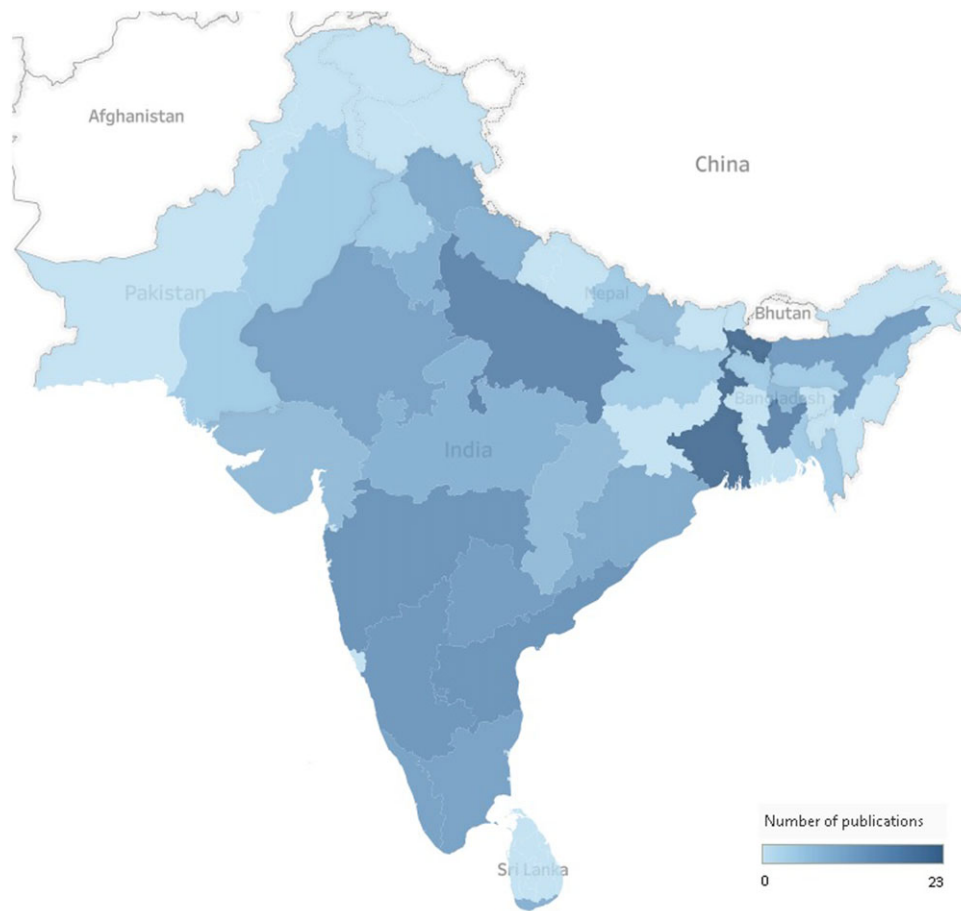 Afghanistan
China
Pakistan
Nepal
Bhutan
Bangladesh
India
Number of publications
0 23
Sri Lanka